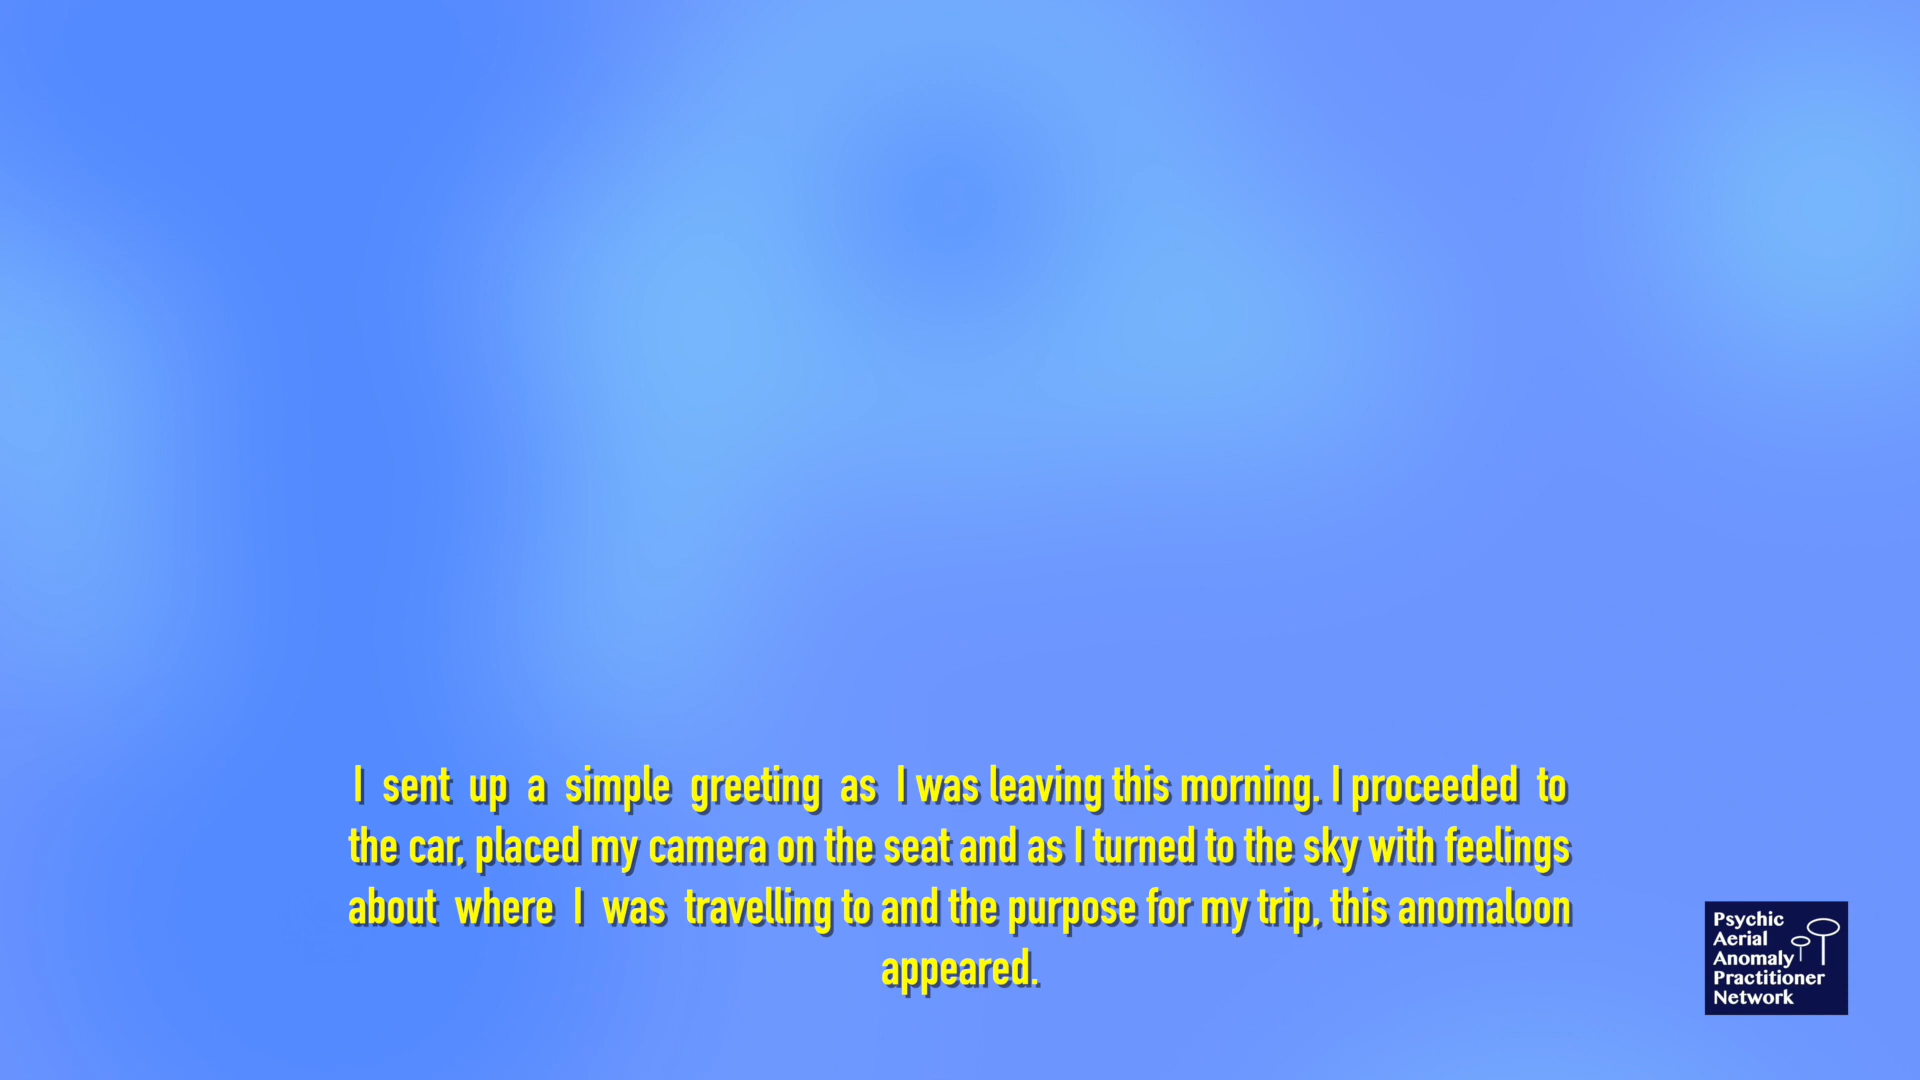 I sent up a simple greeting as I was leaving this morning. I proceeded to
the car, placed my camera on the seat and as I turned to the sky with feelings
about where I was travelling to and the purpose for my trip, this anomaloon
appeared.
Psychic
Aerial
Anomaly
Practitioner
Network